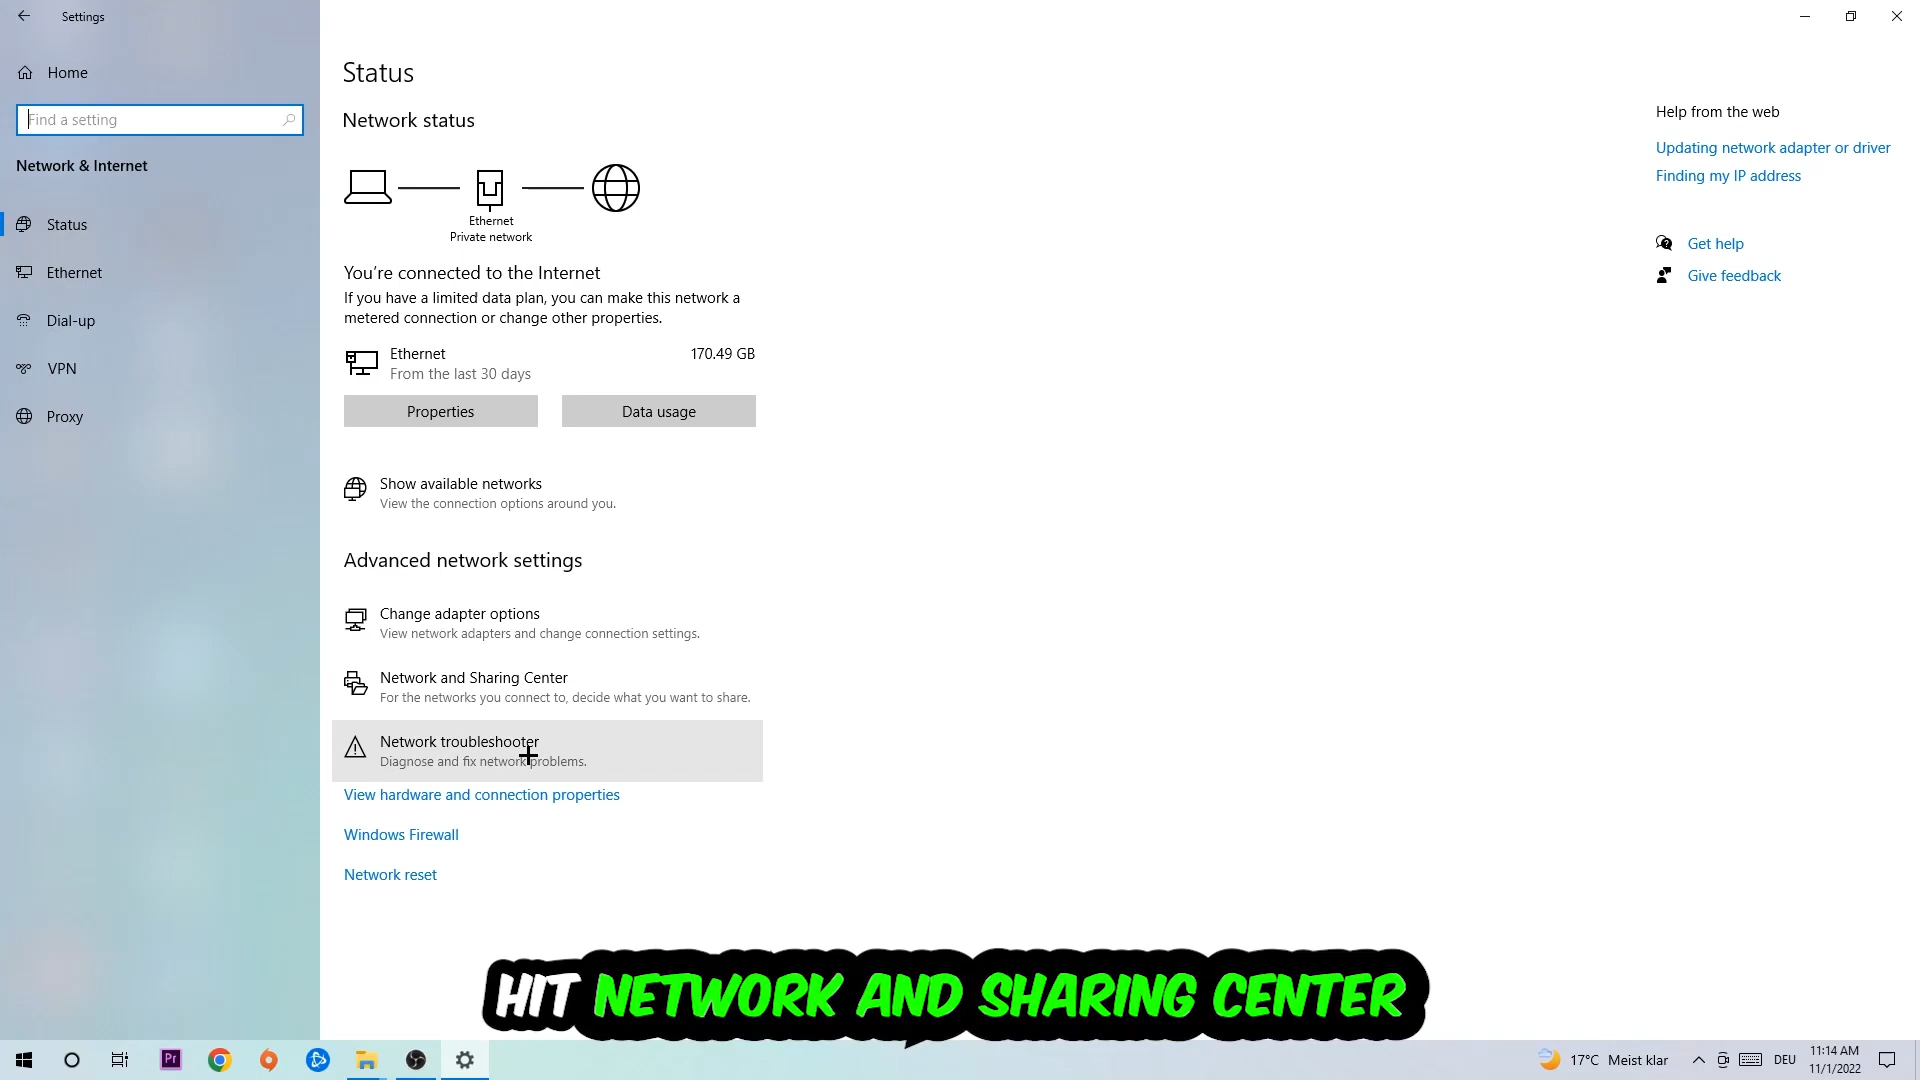 Settings
Home
Find a setting
Network & Internet
Status
Ethernet
Dial-up
VPN
Proxy
Status
Network status
Ethernet
Private network
You're connected to the Internet
If you have a limited data plan, you can make this network a
metered connection or change other properties.
Ethernet
170.49 GB
From the last 30 days
Properties
Data usage
Show available networks
View the connection options around you.
Advanced network settings
Change adapter options
View network adapters and change connection settings.
Network and Sharing Center
For the networks you connect to, decide what you want to share.
Network troubleshooter
Diagnose and fix network problems.
View hardware and connection properties
Windows Firewall
Network reset
Help from the web
Updating network adapter or driver
Finding my IP address
Get help
Give feedback
HIT NETWORK AND SHARING CENTER
Pr
17°C Meist klar
DEU
11:14 AM
11/1/2022